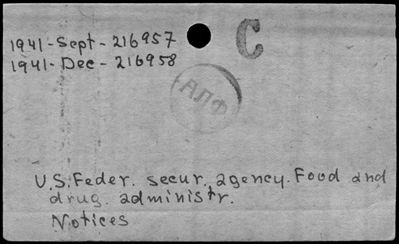 1941-Sept-216957
1941-Dec-216958
C
АЛФ
U.S. Feder. secur. agency. Food and
drug. administr.
Notices